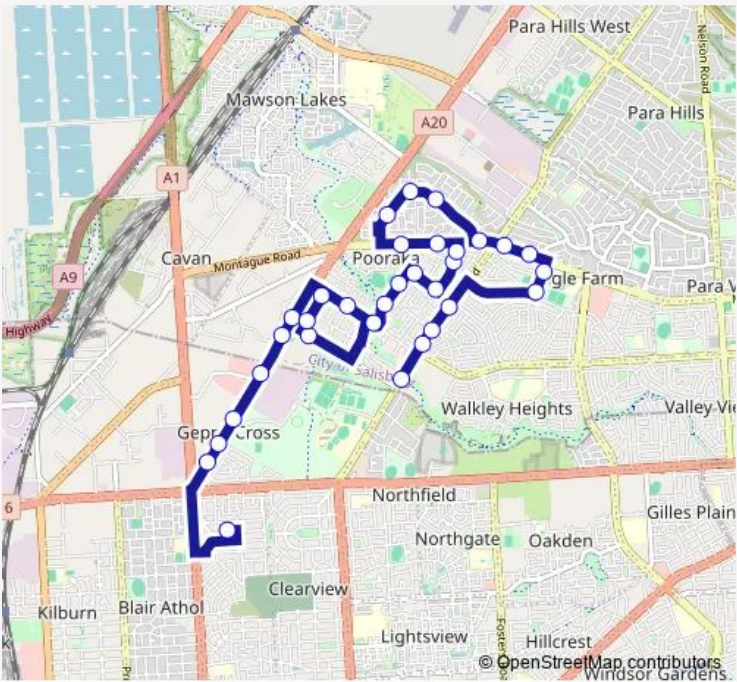 Para Hills West
Nelson Road
Mawson Lakes
Para Hills
A20
A1
Cavan
Montague Road
Pooraka
A9
gle Farm
Para V
Highway
City of Salisb
Walkley Heights
Valley Vie
Gepps Cross
6
Northfield
Gilles Plain
Northgate
Oakden
Clearview
Kilburn
Blair Athol
Lightsview
Hillcrest
Foster
© OpenStreetMap contributors
Windsor Gardens